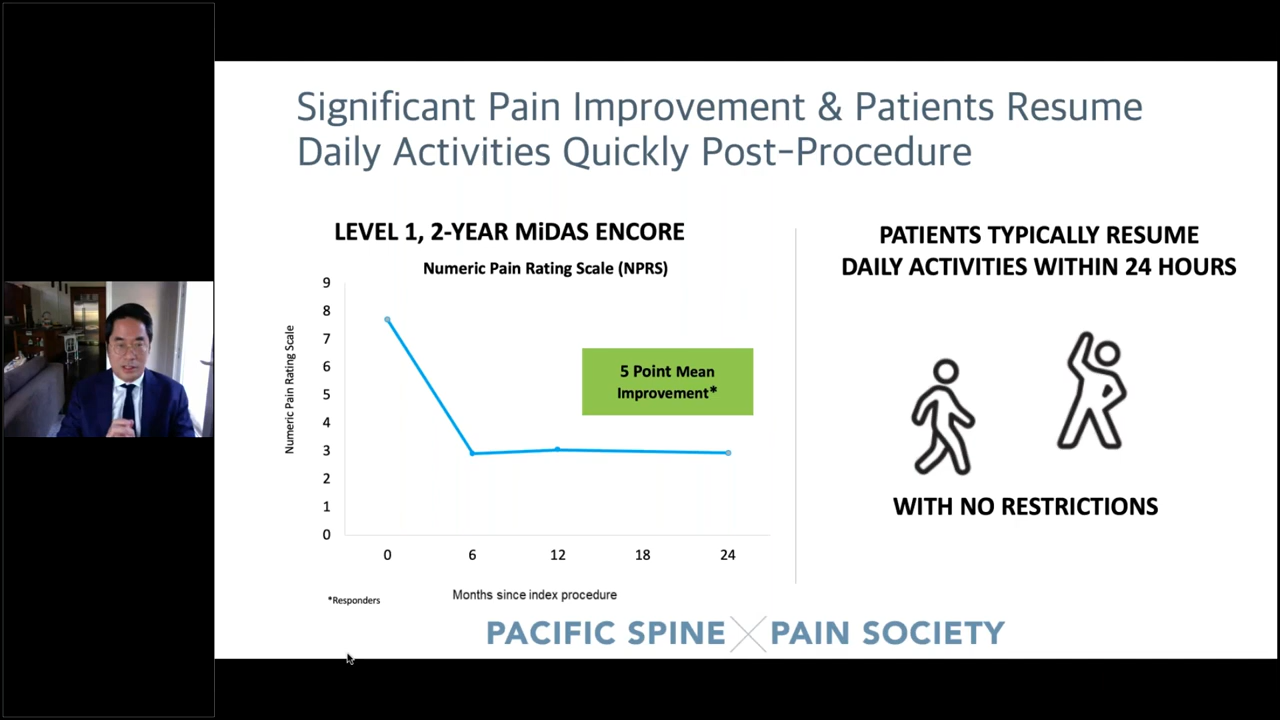 Significant Pain Improvement & Patients Resume
Daily Activities Quickly Post-Procedure
LEVEL 1, 2-YEAR MiDAS ENCORE
Numeric Pain Rating Scale (NPRS)
Numeric Pain Rating Scale
9
8
7
6
5
4
3
2
1
0
5 Point Mean
Improvement*
0 6 12 18 24
*Responders
Months since index procedure
PATIENTS TYPICALLY RESUME
DAILY ACTIVITIES WITHIN 24 HOURS
WITH NO RESTRICTIONS
PACIFIC SPINE PAIN SOCIETY